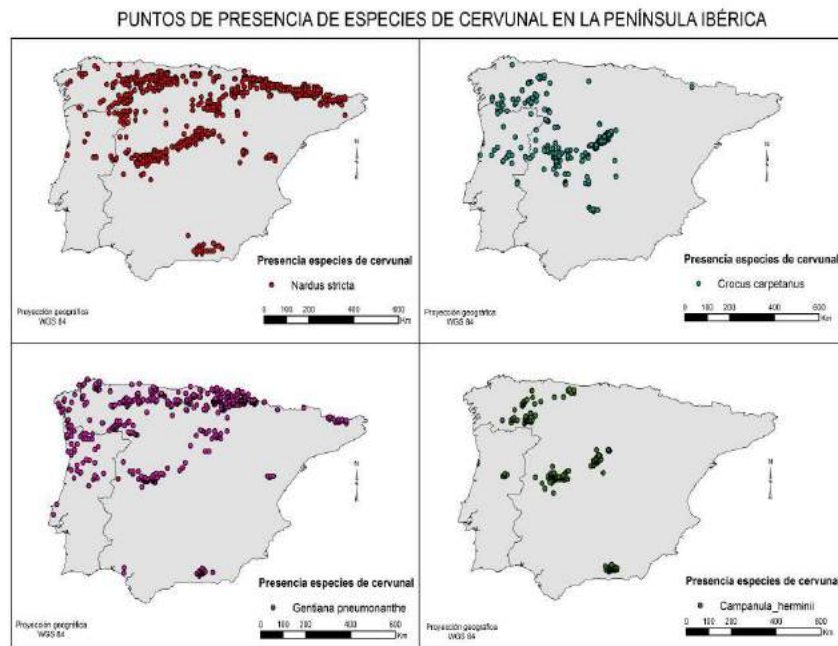 PUNTOS DE PRESENCIA DE ESPECIES DE CERVUNAL EN LA PENÍNSULA IBÉRICA
N
Presencia especies de cervunal
Nardus stricta
Proyección geográfica
WGS 84
0 100 200 400 600
Km
N
Presencia especies de cervunal
Crocus carpetanus
Proyección geográfica
WGS 84
0 100 200 400 600
Km
N
Presencia especies de cervunal
Gentiana pneumonanthe
Proyección geográfica
WGS 84
0 100 200 400 600
Km
N
Presencia especies de cervuna
Campanula_herminii
Proyección geográfica
WGS 84
0 100 200 400 600
Km